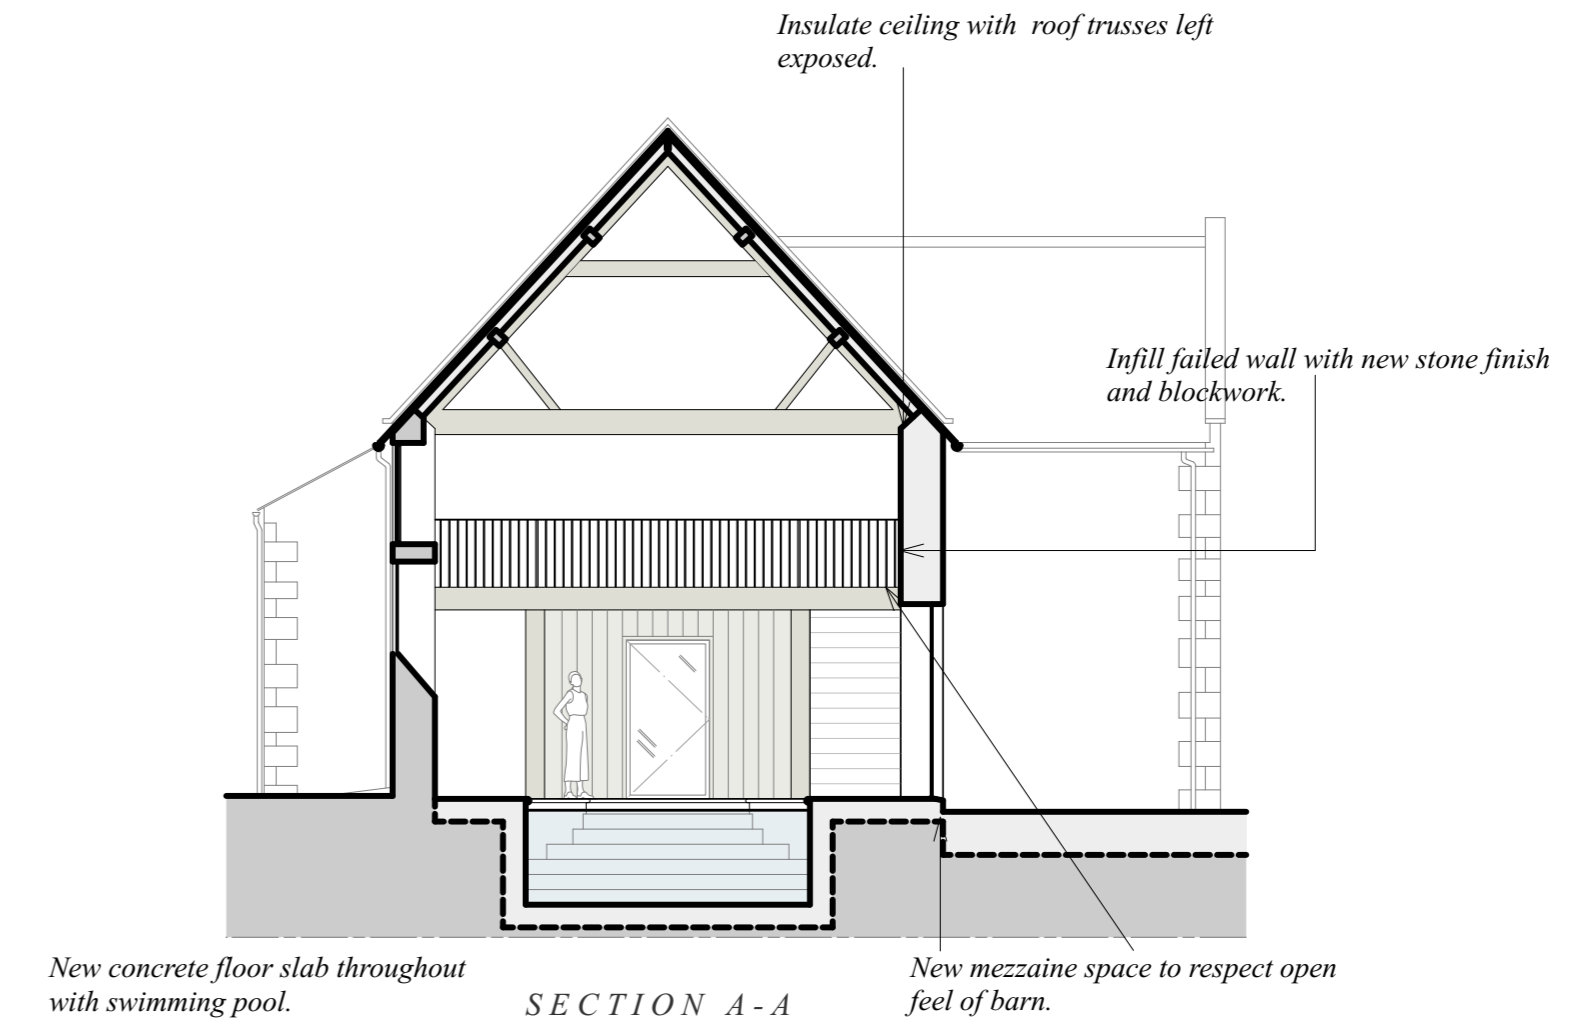 Insulate ceiling with roof trusses left
exposed.
Infill failed wall with new stone finish
and blockwork.
New concrete floor slab throughout
with swimming pool.
SECTION A-A
New mezzaine space to respect open
feel of barn.